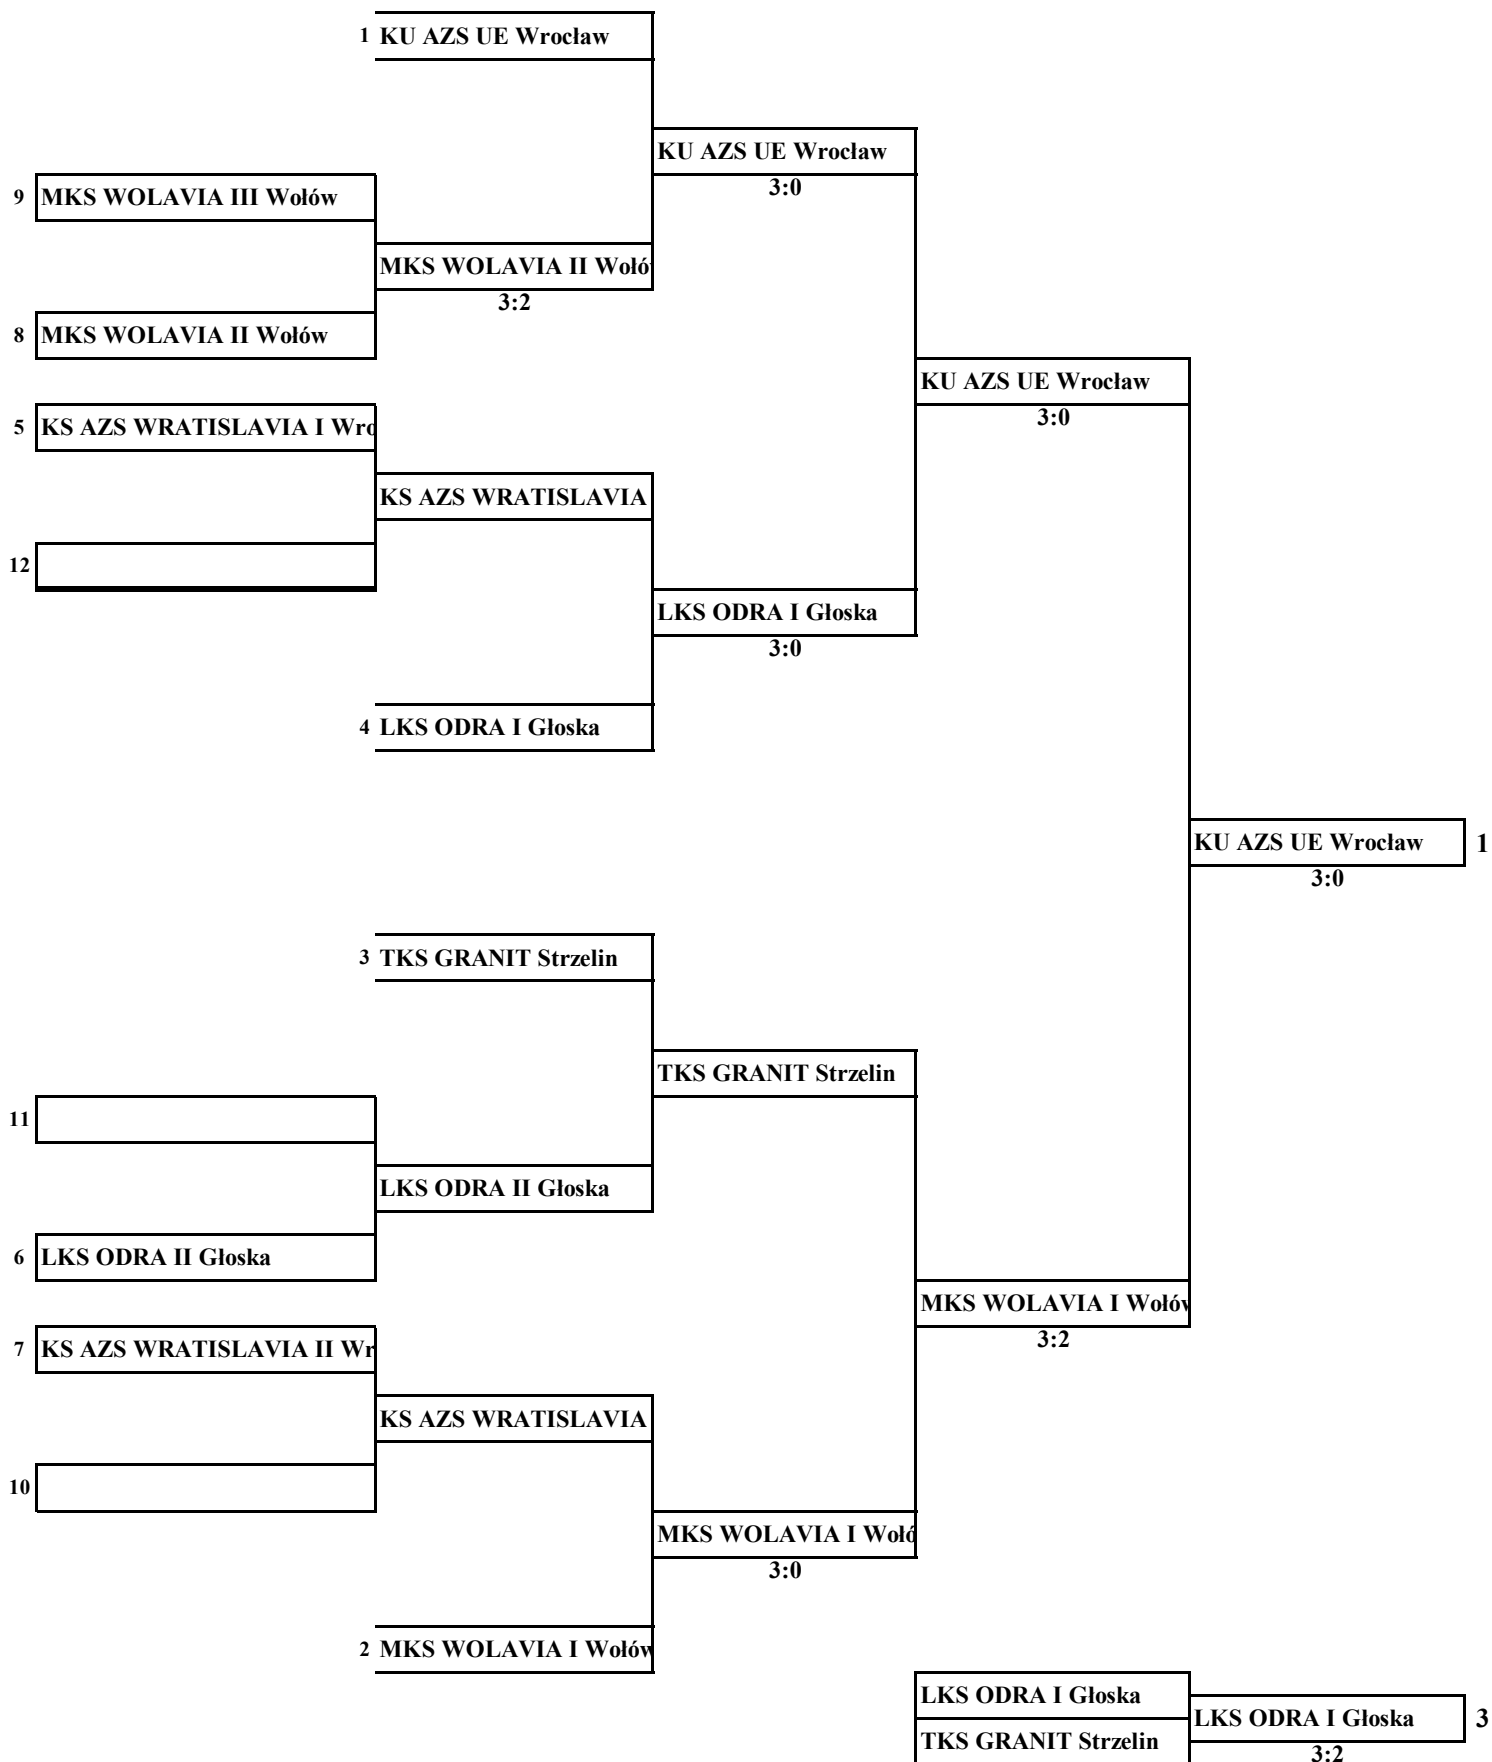 1 KU AZS UE Wrocław
KU AZS UE Wrocław
3:0
9 MKS WOLAVIA III Wołów
MKS WOLAVIA II Wołó
3:2
8 MKS WOLAVIA II Wołów
KU AZS UE Wrocław
3:0
5 KS AZS WRATISLAVIA I Wro
KS AZS WRATISLAVIA
12
LKS ODRA I Głoska
3:0
4 LKS ODRA I Głoska
KU AZS UE Wrocław 1
3:0
3 TKS GRANIT Strzelin
TKS GRANIT Strzelin
11
LKS ODRA II Głoska
6 LKS ODRA II Głoska
MKS WOLAVIA I Wołów
3:2
7 KS AZS WRATISLAVIA II Wr
KS AZS WRATISLAVIA
10
MKS WOLAVIA I Wołó
3:0
2 MKS WOLAVIA I Wołów
LKS ODRA I Głoska
LKS ODRA I Głoska 3
TKS GRANIT Strzelin
3:2